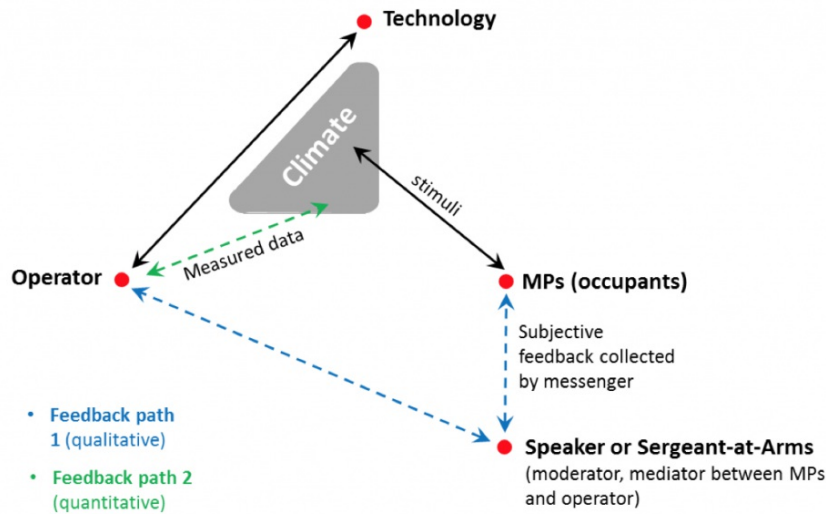 Technology
Climate
stimuli
Measured data
Operator
MPs (occupants)
Subjective
feedback collected
by messenger
• Feedback path
1 (qualitative)
• Feedback path 2
(quantitative)
Speaker or Sergeant-at-Arms
(moderator, mediator between MPs
and operator)